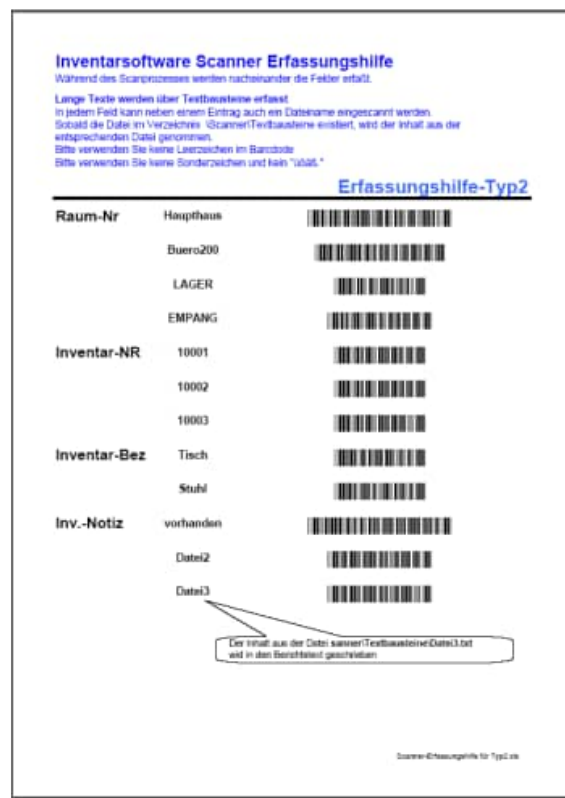 Inventarsoftware Scanner Erfassungshilfe
Während des Scanprozesses werden nacheinander die Felder erfaßt.
Lange Texte werden über Textbausteine erfasst
In jedem Feld kann neben einem Eintrag auch ein Dateiname eingescannt werden.
Sobald die Datei im Verzeichnis \Scanner\Textbausteine existiert, wird der Inhalt aus der
entsprechenden Datei genommen.
Bitte verwenden Sie keine Leerzeichen im Barcode
Bitte verwenden Sie keine Sonderzeichen und kein "üöäß."
Erfassungshilfe-Typ2
Raum-Nr Haupthaus
Buero200
LAGER
EMPANG
Inventar-NR 10001
10002
10003
Inventar-Bez Tisch
Stuhl
Inv.-Notiz vorhanden
Datei2
Datei3
Der Inhalt aus der Datei sanner\Textbausteine\Datei3.txt
wid in den Berichtstext geschrieben
Scanner-Erfassungshilfe für Typ2.xls